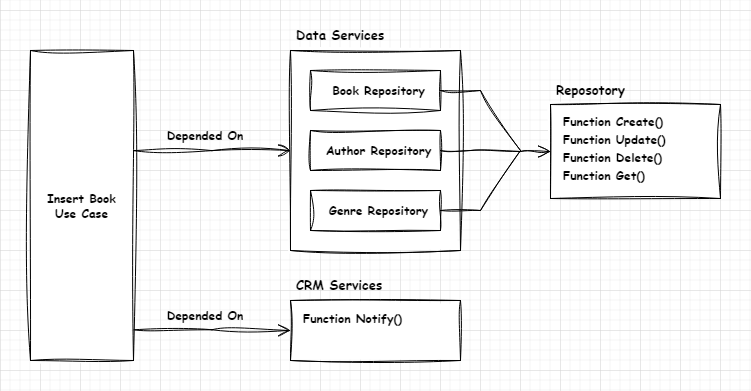 Data Services
Book Repository
Author Repository
Genre Repository
Reposotory
Function Create()
Function Update()
Function Delete()
Function Get()
Depended On
Insert Book
Use Case
CRM Services
Depended On
Function Notify()